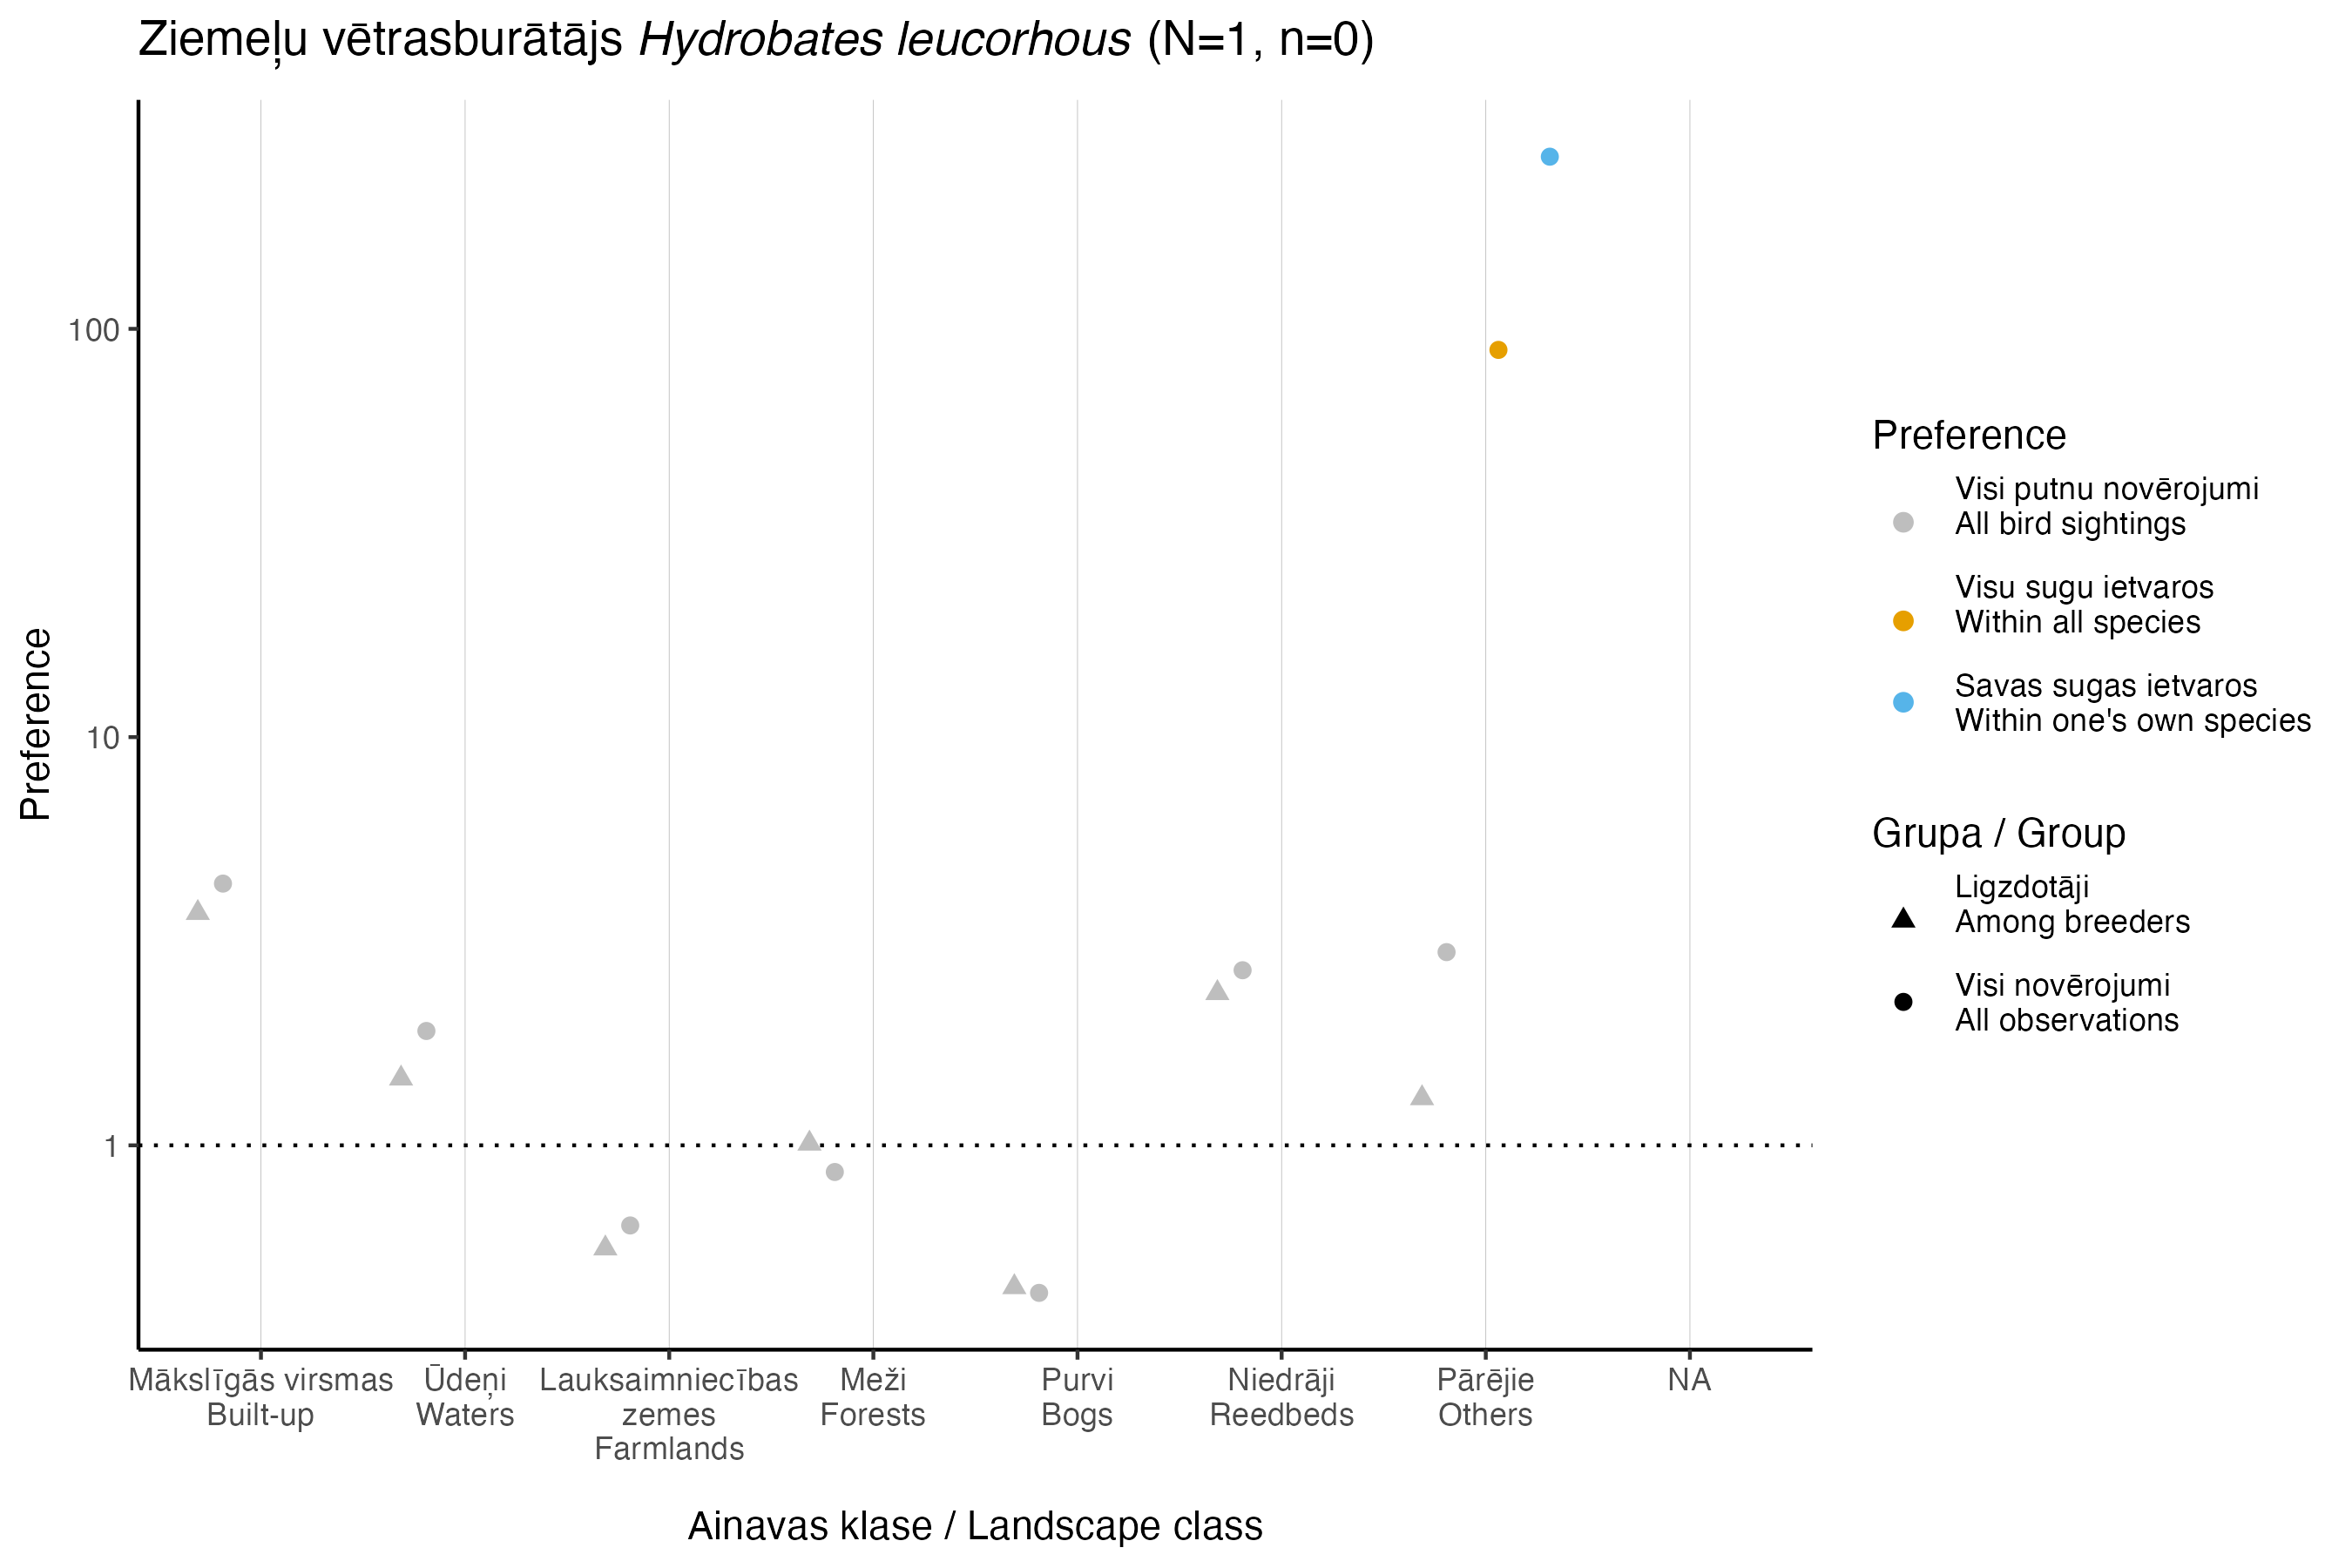 Ziemeļu vētrasburātājs Hydrobates leucorhous (N=1, n=0)
Preference
100
10
1
Mākslīgās virsmas
Built-up
Ūdeņi
Waters
Lauksaimniecības
zemes
Farmlands
Meži
Forests
Purvi
Bogs
Niedrāji
Reedbeds
Pārējie
Others
NA
Ainavas klase / Landscape class
Preference
Visi putnu novērojumi
All bird sightings
Visu sugu ietvaros
Within all species
Savas sugas ietvaros
Within one's own species
Grupa / Group
Ligzdotāji
Among breeders
Visi novērojumi
All observations